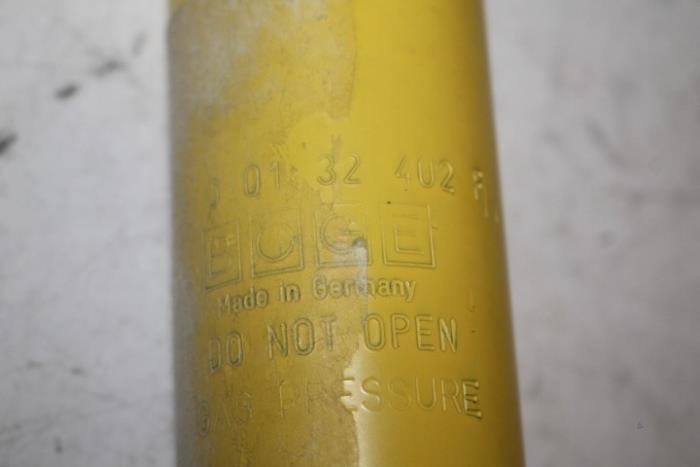 01 32 402
BOGE
Made in Germany
DO NOT OPEN
GAS PRESSURE